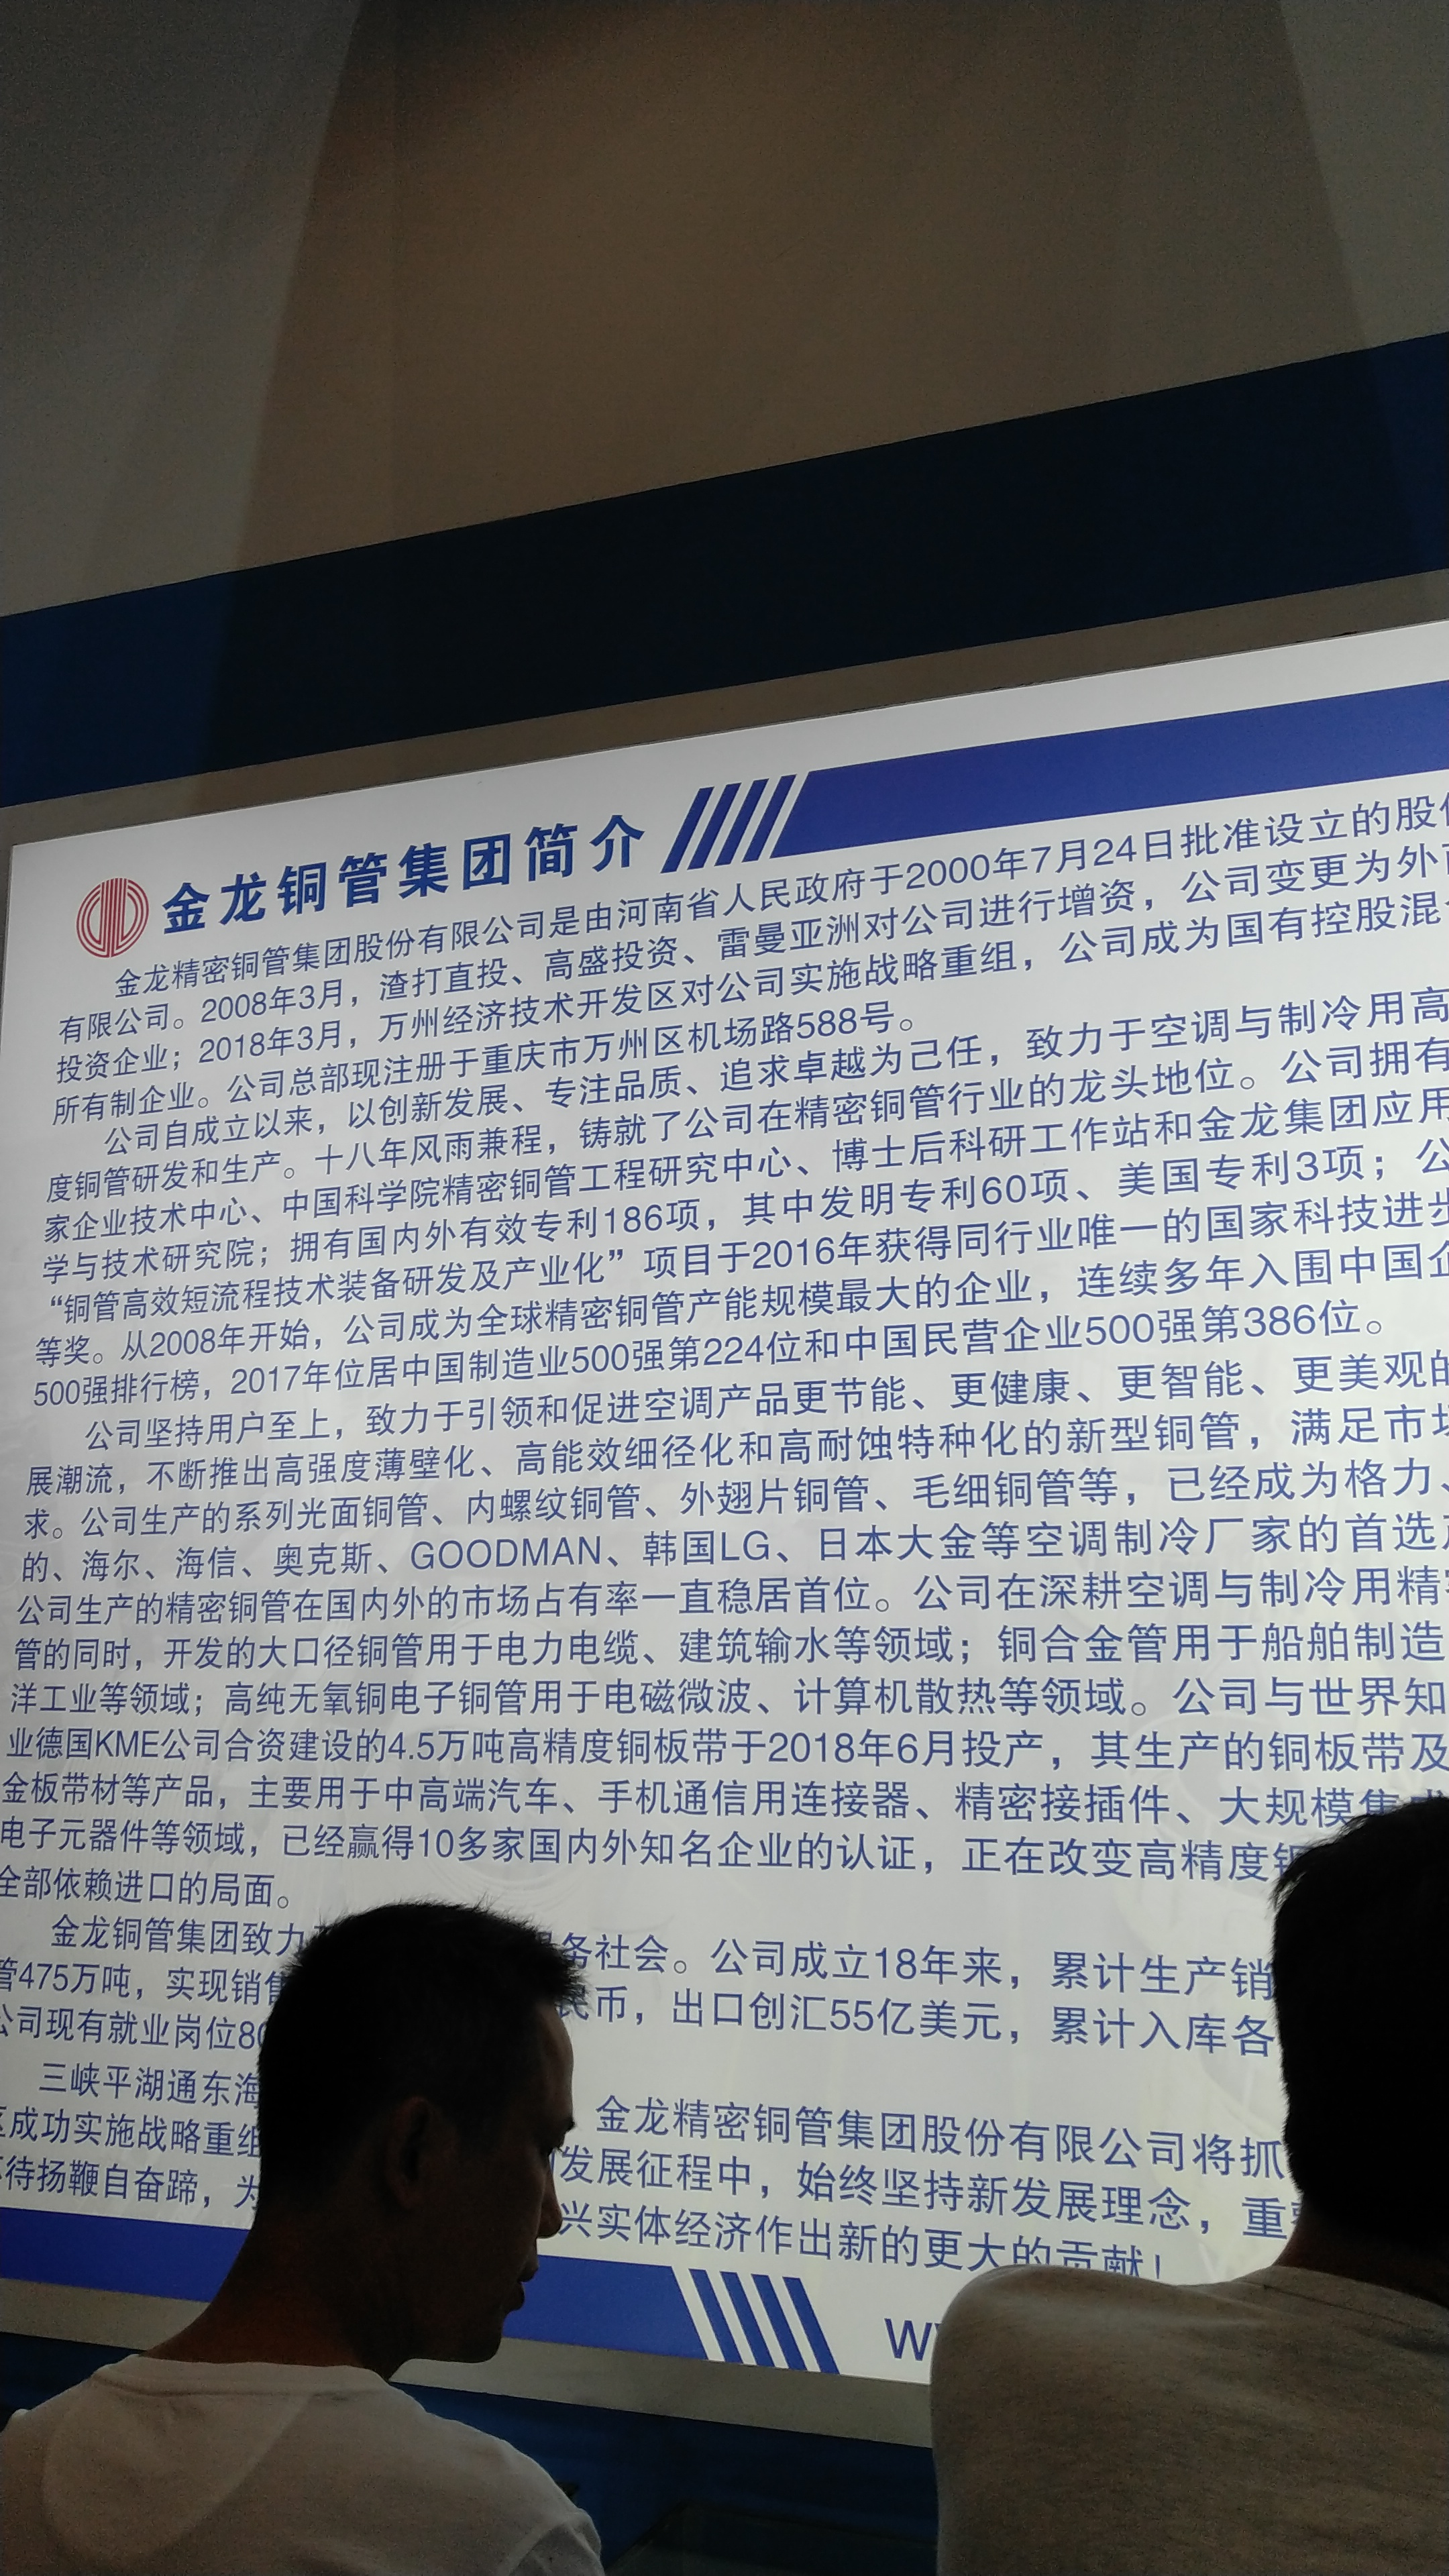 金龙铜管集团简介
金龙精密铜管集团股份有限公司是由河南省人民政府于2000年7月24日批准设立的股份
有限公司。2008年3月，渣打直投、高盛投资、雷曼亚洲对公司进行增资，公司变更为外商
投资企业；2018年3月，万州经济技术开发区对公司实施战略重组，公司成为国有控股混合
所有制企业。公司总部现注册于重庆市万州区机场路588号。
公司自成立以来，以创新发展、专注品质、追求卓越为己任，致力于空调与制冷用高
度铜管研发和生产。十八年风雨兼程，铸就了公司在精密铜管行业的龙头地位。公司拥有
家企业技术中心、中国科学院精密铜管工程研究中心、博士后科研工作站和金龙集团应用
学与技术研究院；拥有国内外有效专利186项，其中发明专利60项、美国专利3项；公
“铜管高效短流程技术装备研发及产业化”项目于2016年获得同行业唯一的国家科技进步
等奖。从2008年开始，公司成为全球精密铜管产能规模最大的企业，连续多年入围中国企
500强排行榜，2017年位居中国制造业500强第224位和中国民营企业500强第386位。
公司坚持用户至上，致力于引领和促进空调产品更节能、更健康、更智能、更美观的
展潮流，不断推出高强度薄壁化、高能效细径化和高耐蚀特种化的新型铜管，满足市场
求。公司生产的系列光面铜管、内螺纹铜管、外翅片铜管、毛细铜管等，已经成为格力、
的、海尔、海信、奥克斯、GOODMAN、韩国LG、日本大金等空调制冷厂家的首选
公司生产的精密铜管在国内外的市场占有率一直稳居首位。公司在深耕空调与制冷用精密
管的同时，开发的大口径铜管用于电力电缆、建筑输水等领域；铜合金管用于船舶制造
洋工业等领域；高纯无氧铜电子铜管用于电磁微波、计算机散热等领域。公司与世界知
业德国KME公司合资建设的4.5万吨高精度铜板带于2018年6月投产，其生产的铜板带及
金板带材等产品，主要用于中高端汽车、手机通信用连接器、精密接插件、大规模集成
电子元器件等领域，已经赢得10多家国内外知名企业的认证，正在改变高精度铜
全部依赖进口的局面。
金龙铜管集团致力 务社会。公司成立18年来，累计生产销
管475万吨，实现销售 民币，出口创汇55亿美元，累计入库各
公司现有就业岗位80
三峡平湖通东海 金龙精密铜管集团股份有限公司将抓
区成功实施战略重组 发展征程中，始终坚持新发展理念，重
待扬鞭自奋蹄，为 兴实体经济作出新的更大的贡献！